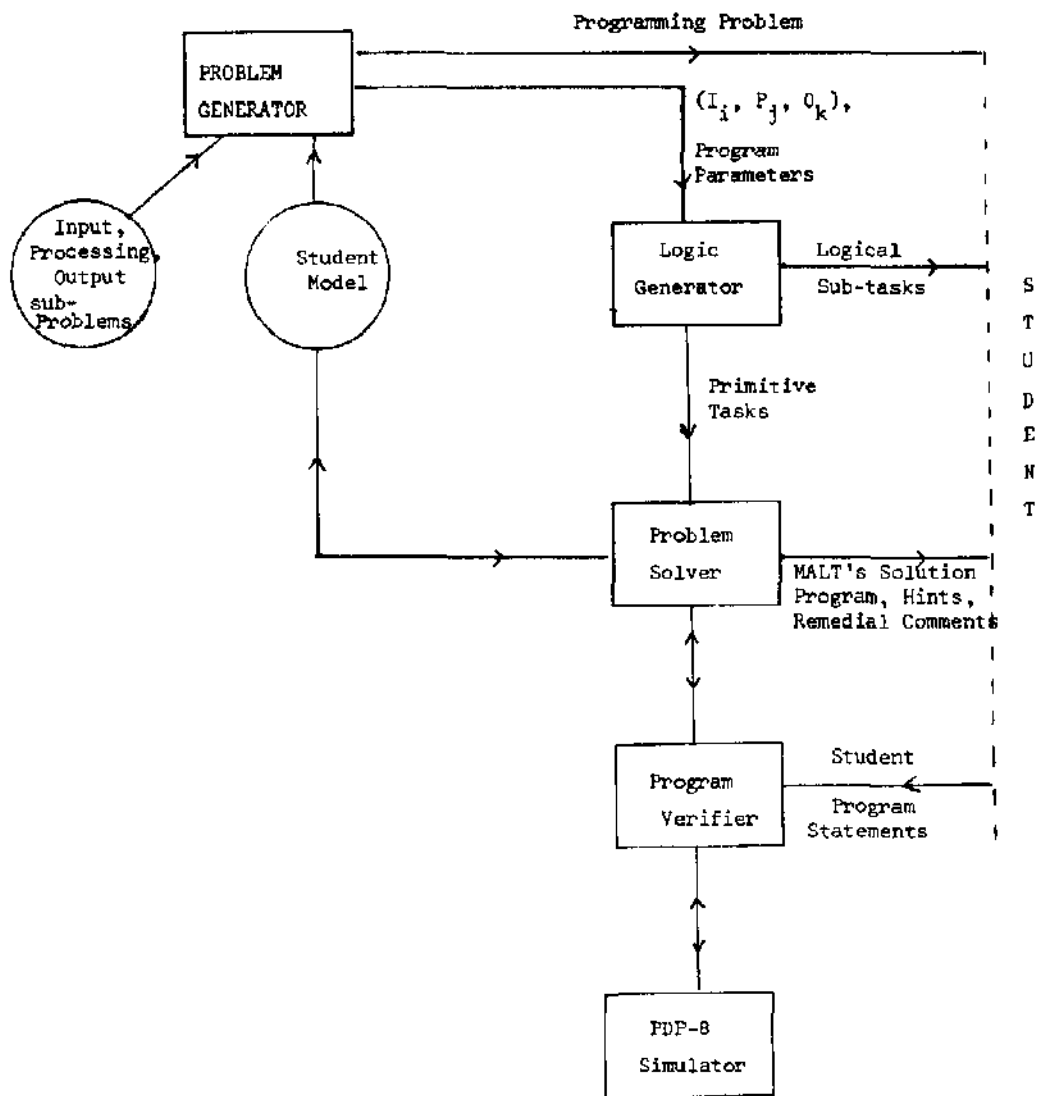 Programming Problem
PROBLEM
GENERATOR
(I_i, P_j, O_k),
Program
Parameters
Input,
Processing,
Output
sub-
Problems
Student
Model
Logic
Generator
Logical
Sub-tasks
STUDENT
Primitive
Tasks
Problem
Solver
MALT's Solution
Program, Hints,
Remedial Comments
Program
Verifier
Student
Program
Statements
PDP-8
Simulator